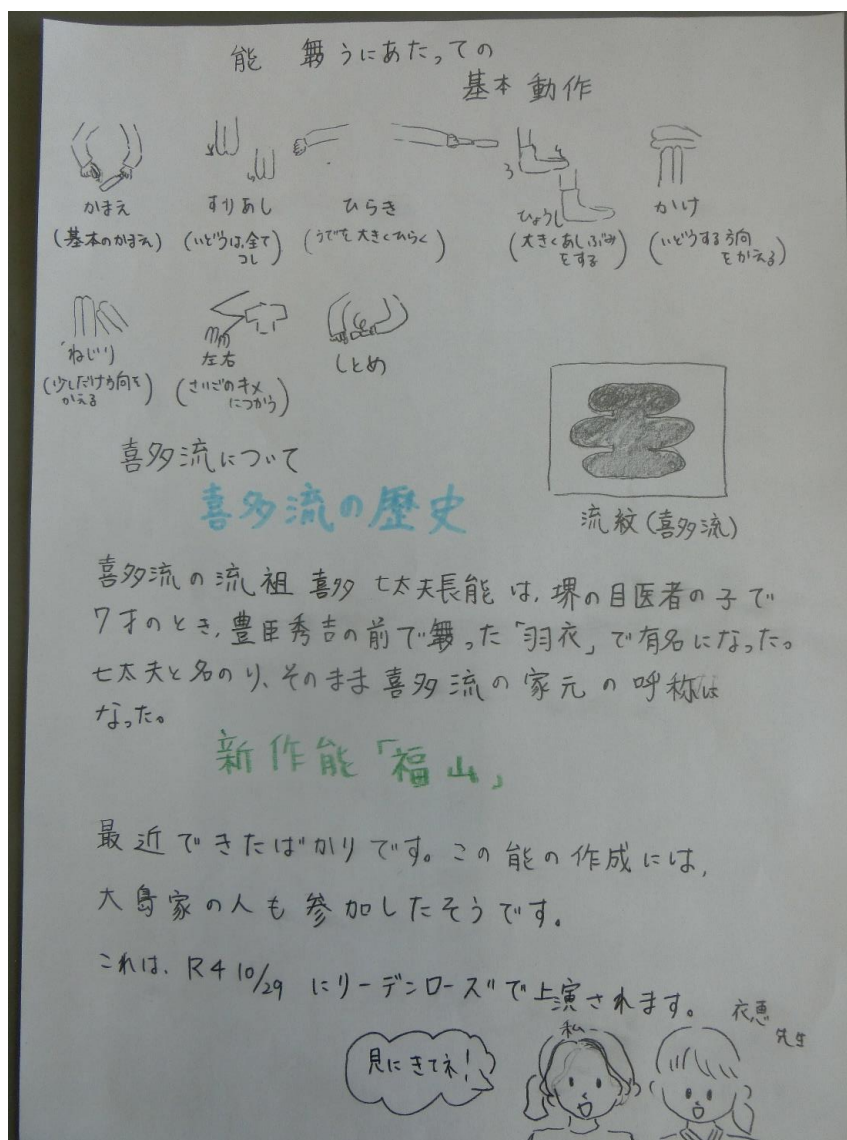 能 舞うにあたっての
基本動作
かまえ
(基本のかまえ)
すりあし
(いどうは、全て
コレ)
ひらき
(うでを大きくひらく)
ひょうし
(大きくあしぶみ
をする)
かけ
(いどうする方向
をかえる)
ねじり
(少しだけ方向を
かえる)
左右
(さいごのキメ
につかう)
しとめ
喜多流について
流紋(喜多流)
喜多流の歴史
喜多流の流祖 喜多 七太夫長能は、堺の目医者の子で
7才のとき、豊臣秀吉の前で舞った「羽衣」で有名になった。
七太夫と名のり、そのまま喜多流の家元の呼称は
なった。
新作能「福山」
最近できたばかりです。この能の作成には、
大島家の人も参加したそうです。
これは、R4 10/29 にリーデンローズで上演されます。
見にきてネ!
私
衣恵
先生